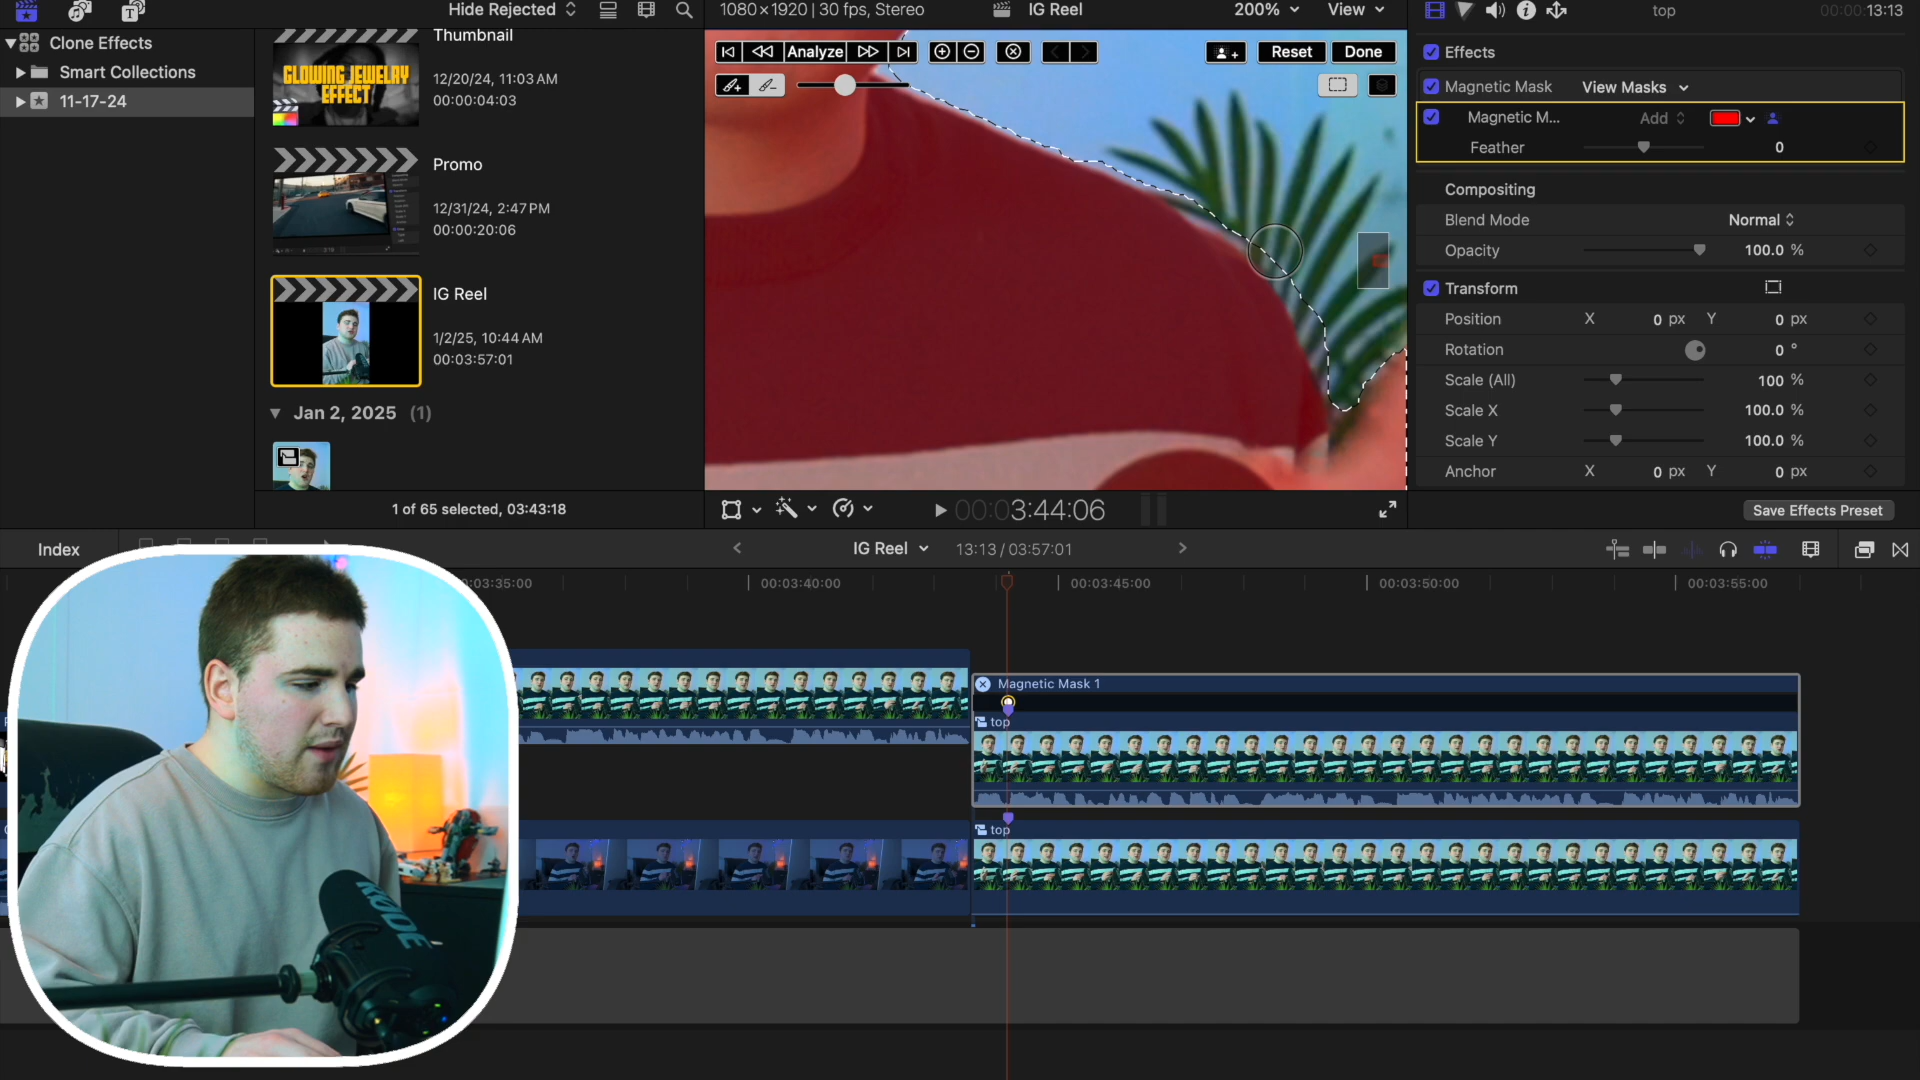 Hide Rejected
1080×1920 | 30 fps, Stereo
IG Reel
200%
View
top
00:00:13:13
Clone Effects
Smart Collections
11-17-24
Thumbnail
GLOWING JEWELRY
EFFECT
12/20/24, 11:03 AM
00:00:04:03
Promo
12/31/24, 2:47 PM
00:00:20:06
IG Reel
1/2/25, 10:44 AM
00:03:57:01
Jan 2, 2025 (1)
1 of 65 selected, 03:43:18
Analyze
Reset
Done
00:03:44:06
Effects
Magnetic Mask
View Masks
Magnetic M...
Add
Feather
0
Compositing
Blend Mode
Normal
Opacity
100.0 %
Transform
Position X 0 px Y 0 px
Rotation 0 °
Scale (All) 100 %
Scale X 100.0 %
Scale Y 100.0 %
Anchor X 0 px Y 0 px
Save Effects Preset
Index
IG Reel
13:13 / 03:57:01
00:03:35:00
00:03:40:00
00:03:45:00
00:03:50:00
00:03:55:00
Magnetic Mask 1
top
top
RODE